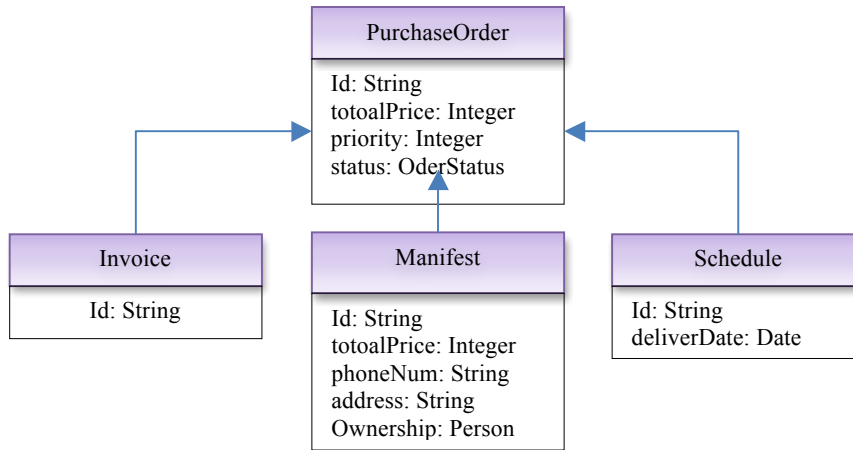 PurchaseOrder
Id: String
totoalPrice: Integer
priority: Integer
status: OderStatus
Invoice
Id: String
Manifest
Id: String
totoalPrice: Integer
phoneNum: String
address: String
Ownership: Person
Schedule
Id: String
deliverDate: Date